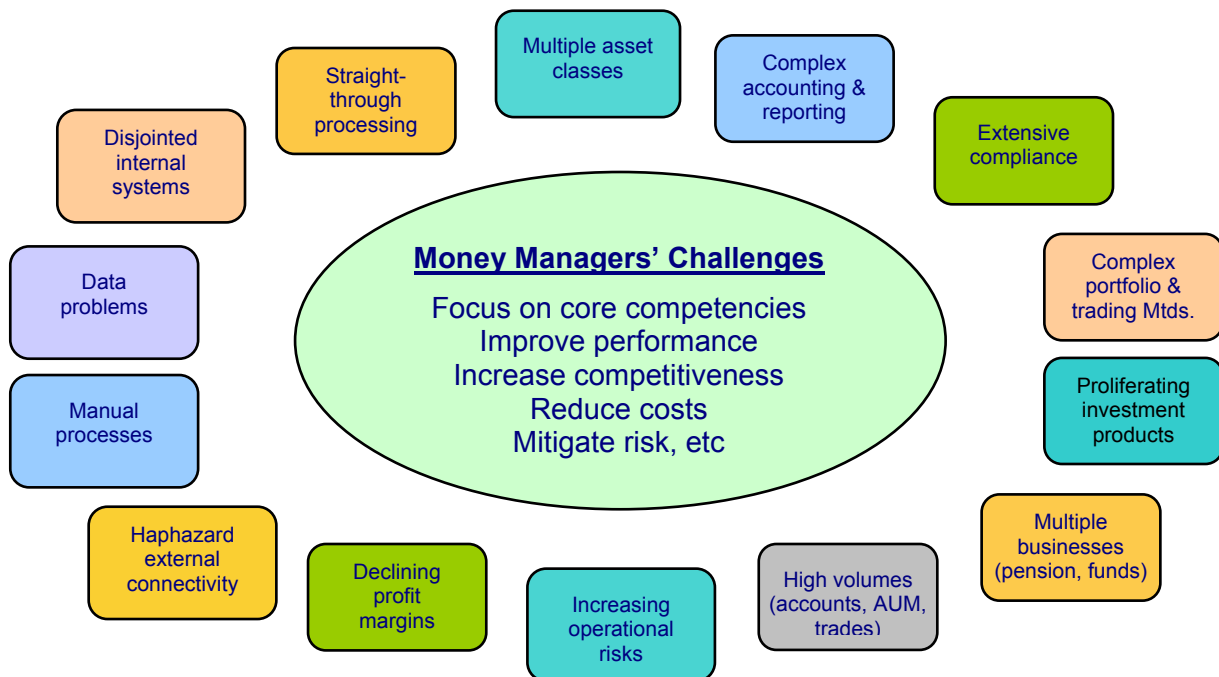 Multiple asset
classes
Straight-
through
processing
Complex
accounting &
reporting
Disjointed
internal
systems
Extensive
compliance
Money Managers’ Challenges
Focus on core competencies
Improve performance
Increase competitiveness
Reduce costs
Mitigate risk, etc
Data
problems
Complex
portfolio &
trading Mtds.
Manual
processes
Proliferating
investment
products
Haphazard
external
connectivity
Multiple
businesses
(pension, funds)
Declining
profit
margins
High volumes
(accounts, AUM,
trades)
Increasing
operational
risks